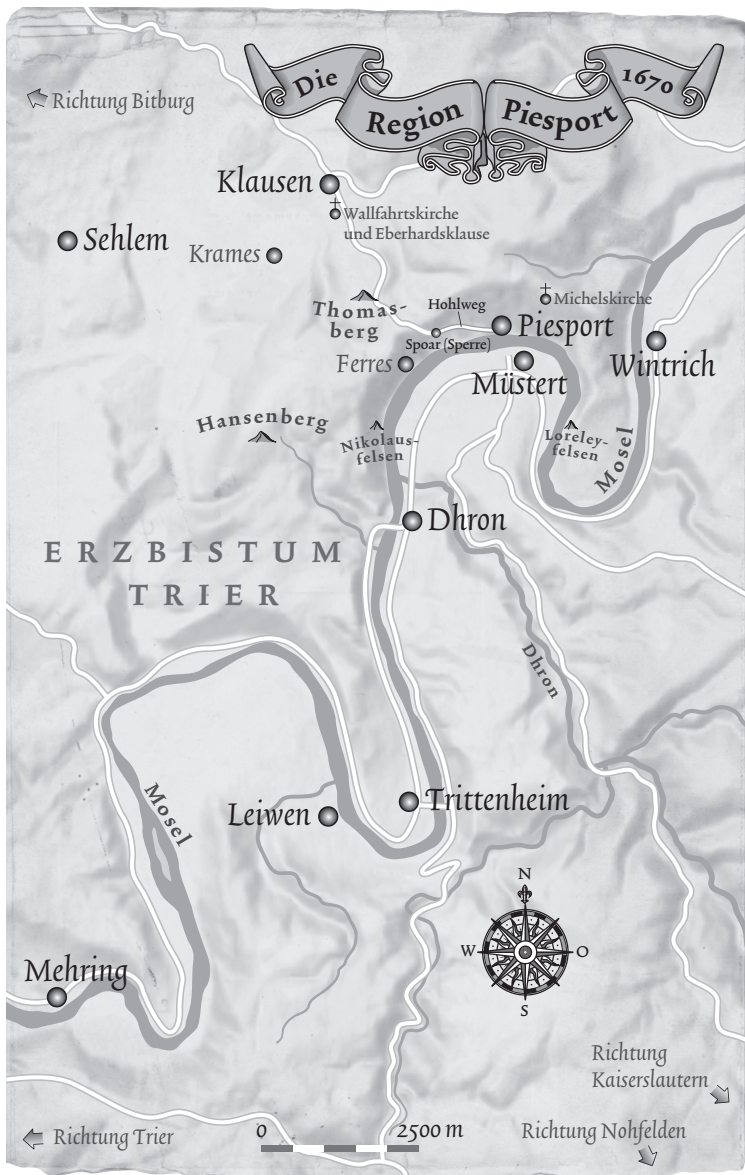 Die
Region
Piesport
1670
Richtung Bitburg
Klausen
Wallfahrtskirche
und Eberhardsklause
Sehlem
Krames
Thomas-
berg
Hohlweg
Michelskirche
Piesport
Spoar (Sperre)
Ferres
Müstert
Wintrich
Hansenberg
Nikolaus-
felsen
Loreley-
felsen
Mosel
Dhron
ERZBISTUM
TRIER
Dhron
Mosel
Leiwen
Trittenheim
N
W
O
S
Mehring
Richtung
Kaiserslautern
Richtung Trier
0
2500 m
Richtung Nohfelden